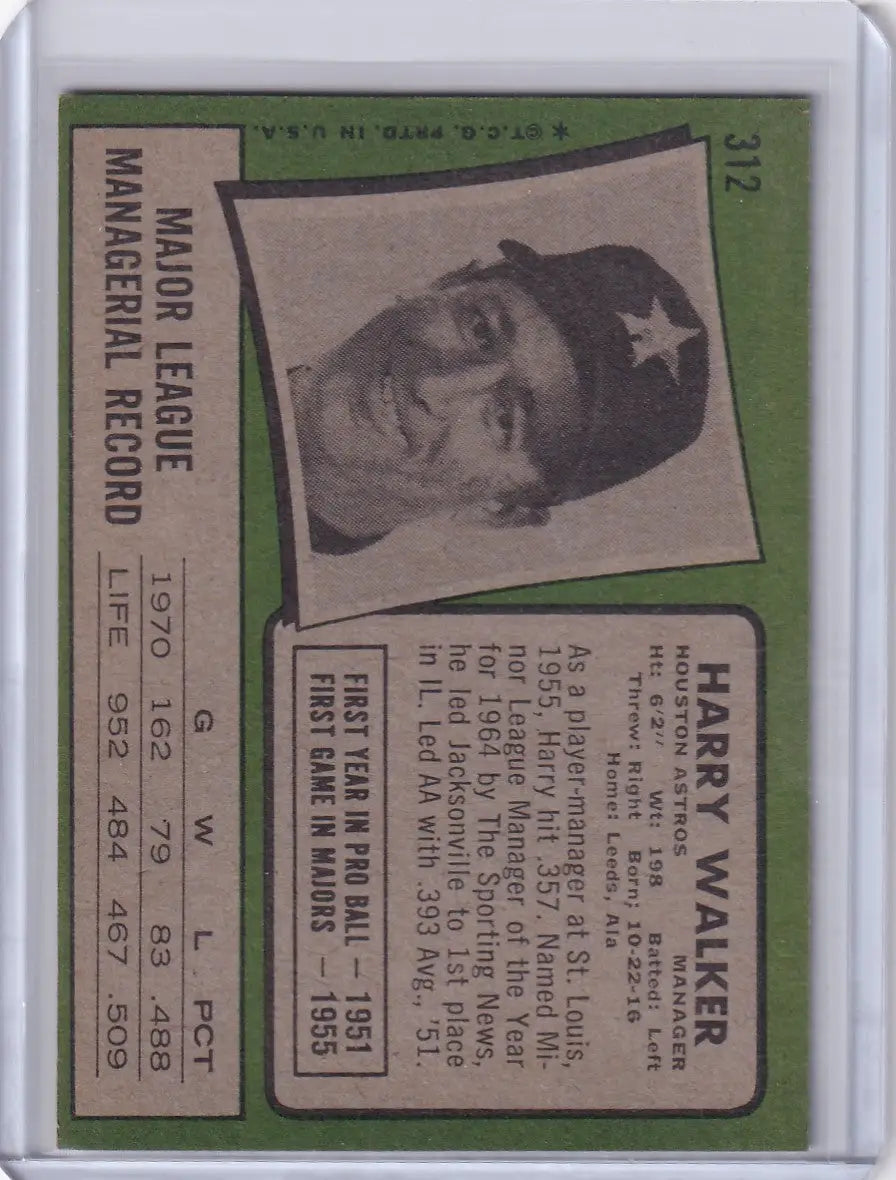 312
* ©T.C.G. PRTD. IN U.S.A.
HARRY WALKER
HOUSTON ASTROS MANAGER
Ht: 6'2" Wt: 198 Batted: Left
Threw: Right Born; 10-22-16
Home: Leeds, Ala
As a player-manager at St. Louis,
1955, Harry hit .357. Named Mi-
nor League Manager of the Year
for 1964 by The Sporting News,
he led Jacksonville to 1st place
in IL. Led AA with .393 Avg., '51.
FIRST YEAR IN PRO BALL — 1951
FIRST GAME IN MAJORS — 1955
MAJOR LEAGUE
MANAGERIAL RECORD
G W L PCT
1970 162 79 83 .488
LIFE 952 484 467 .509